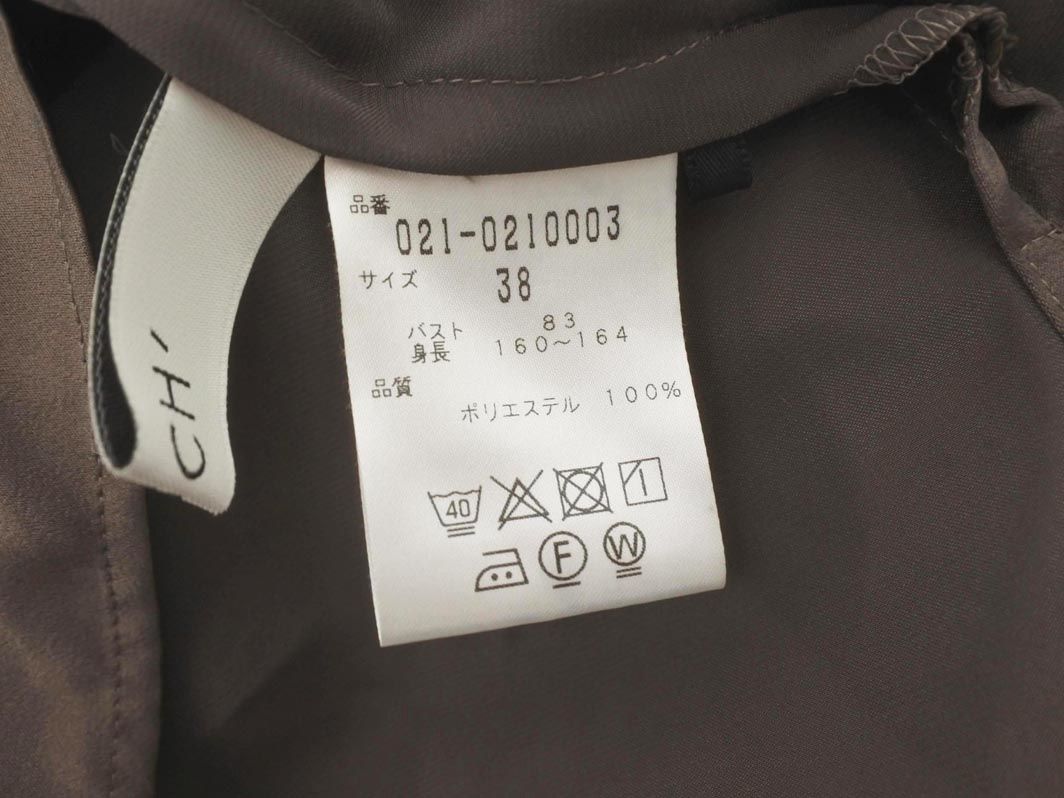 品番
021-0210003
サイズ 38
バスト 83
身長 160～164
品質
ポリエステル 100%
40
F W
CH'